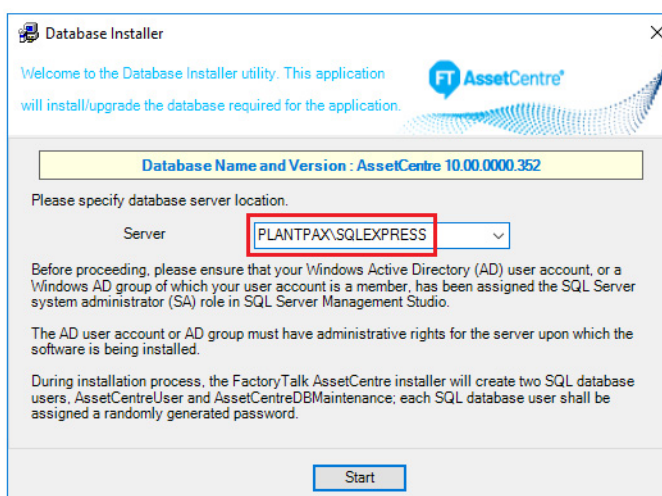 Database Installer
Welcome to the Database Installer utility. This application
will install/upgrade the database required for the application.
FT AssetCentre®
Database Name and Version : AssetCentre 10.00.0000.352
Please specify database server location.
Server PLANTPAX\SQLEXPRESS
Before proceeding, please ensure that your Windows Active Directory (AD) user account, or a
Windows AD group of which your user account is a member, has been assigned the SQL Server
system administrator (SA) role in SQL Server Management Studio.
The AD user account or AD group must have administrative rights for the server upon which the
software is being installed.
During installation process, the FactoryTalk AssetCentre installer will create two SQL database
users, AssetCentreUser and AssetCentreDBMaintenance; each SQL database user shall be
assigned a randomly generated password.
Start